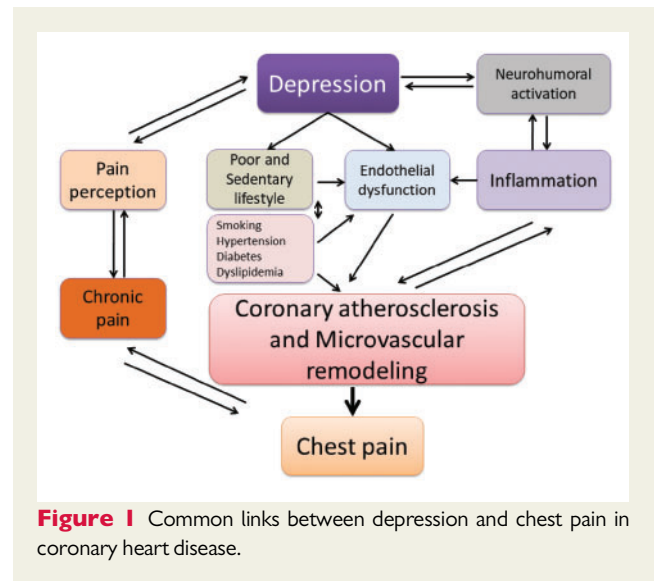 Depression
Neurohumoral
activation
Pain
perception
Poor and
Sedentary
lifestyle
Endothelial
dysfunction
Inflammation
Smoking
Hypertension
Diabetes
Dyslipidemia
Chronic
pain
Coronary atherosclerosis
and Microvascular
remodeling
Chest pain
Figure 1 Common links between depression and chest pain in
coronary heart disease.